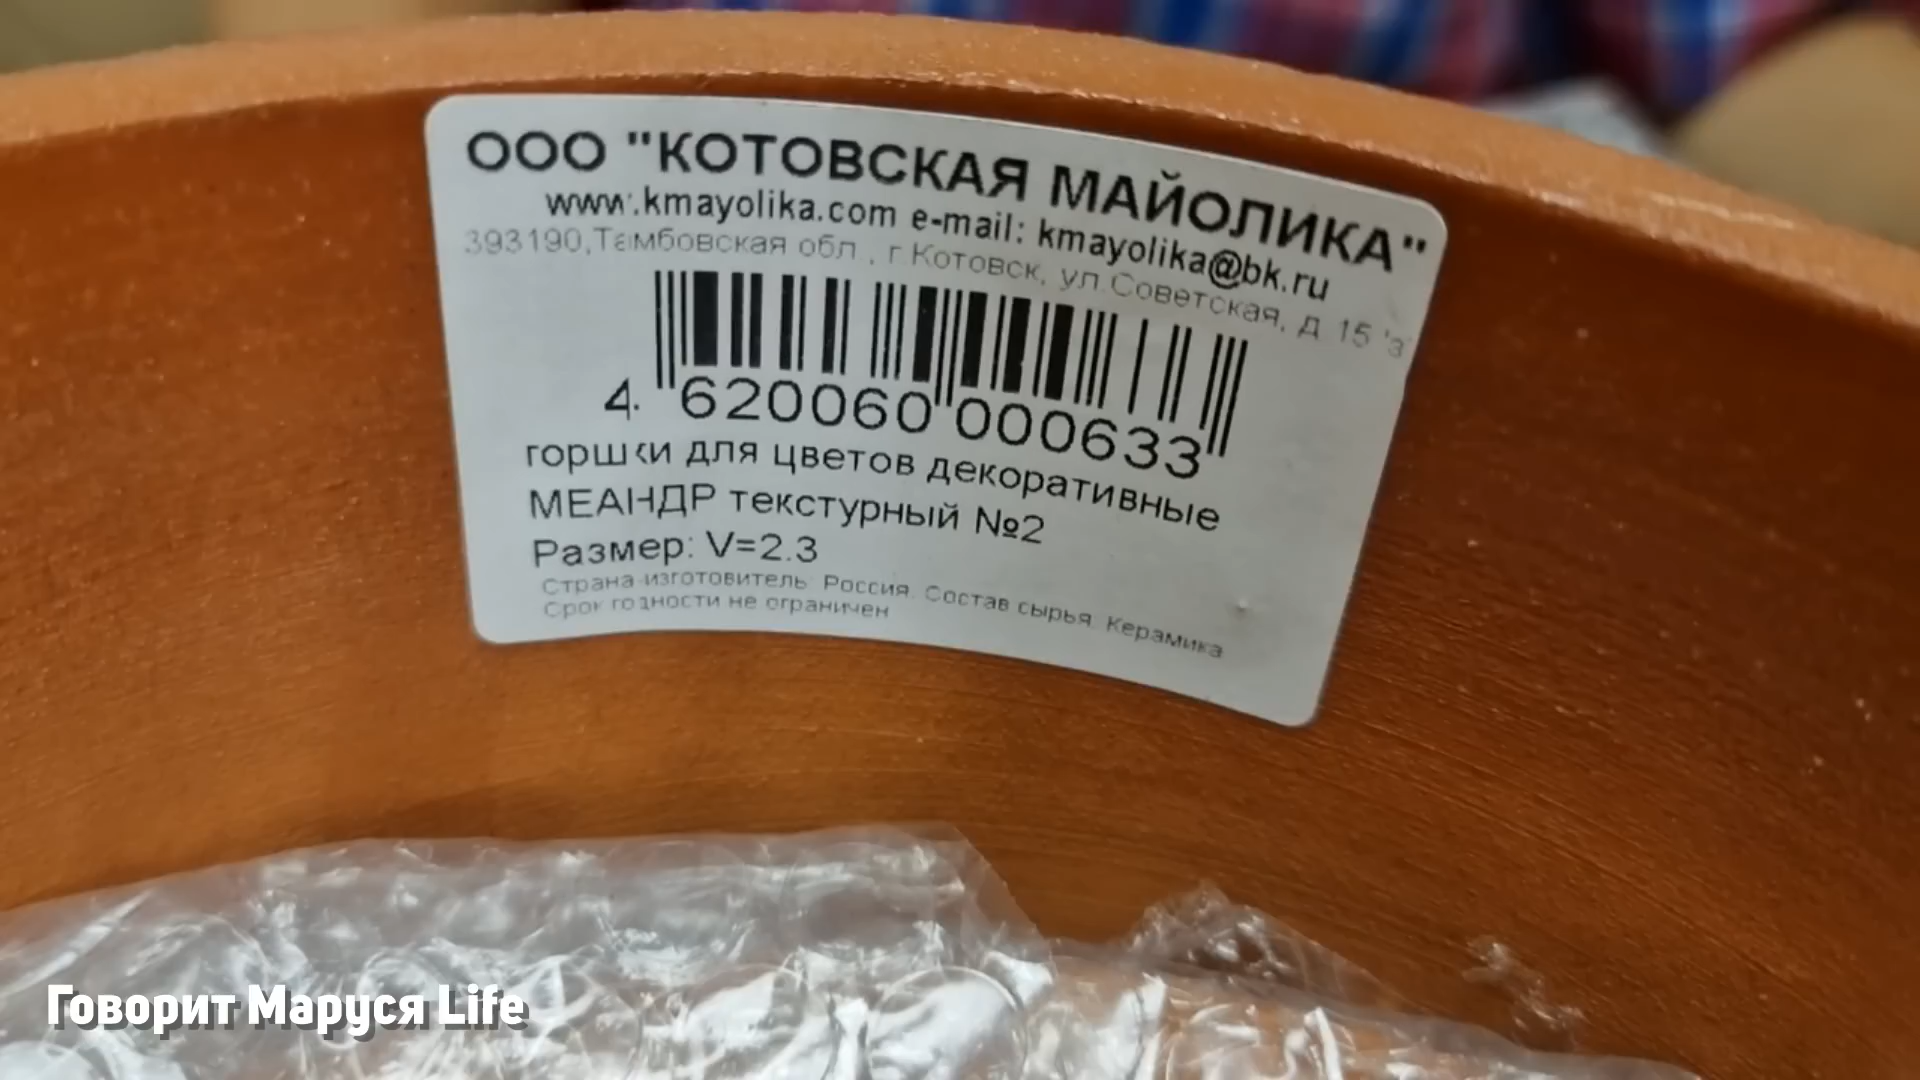 ООО "КОТОВСКАЯ МАЙОЛИКА"
www.kmayolika.com e-mail: kmayolika@bk.ru
393190,Тамбовская обл., г.Котовск, ул.Советская, д. 15 'з'
4 620060 000633
горшки для цветов декоративные
МЕАНДР текстурный №2
Размер: V=2.3
Страна-изготовитель: Россия. Состав сырья: Керамика
Срок годности не ограничен
Говорит Маруся Life